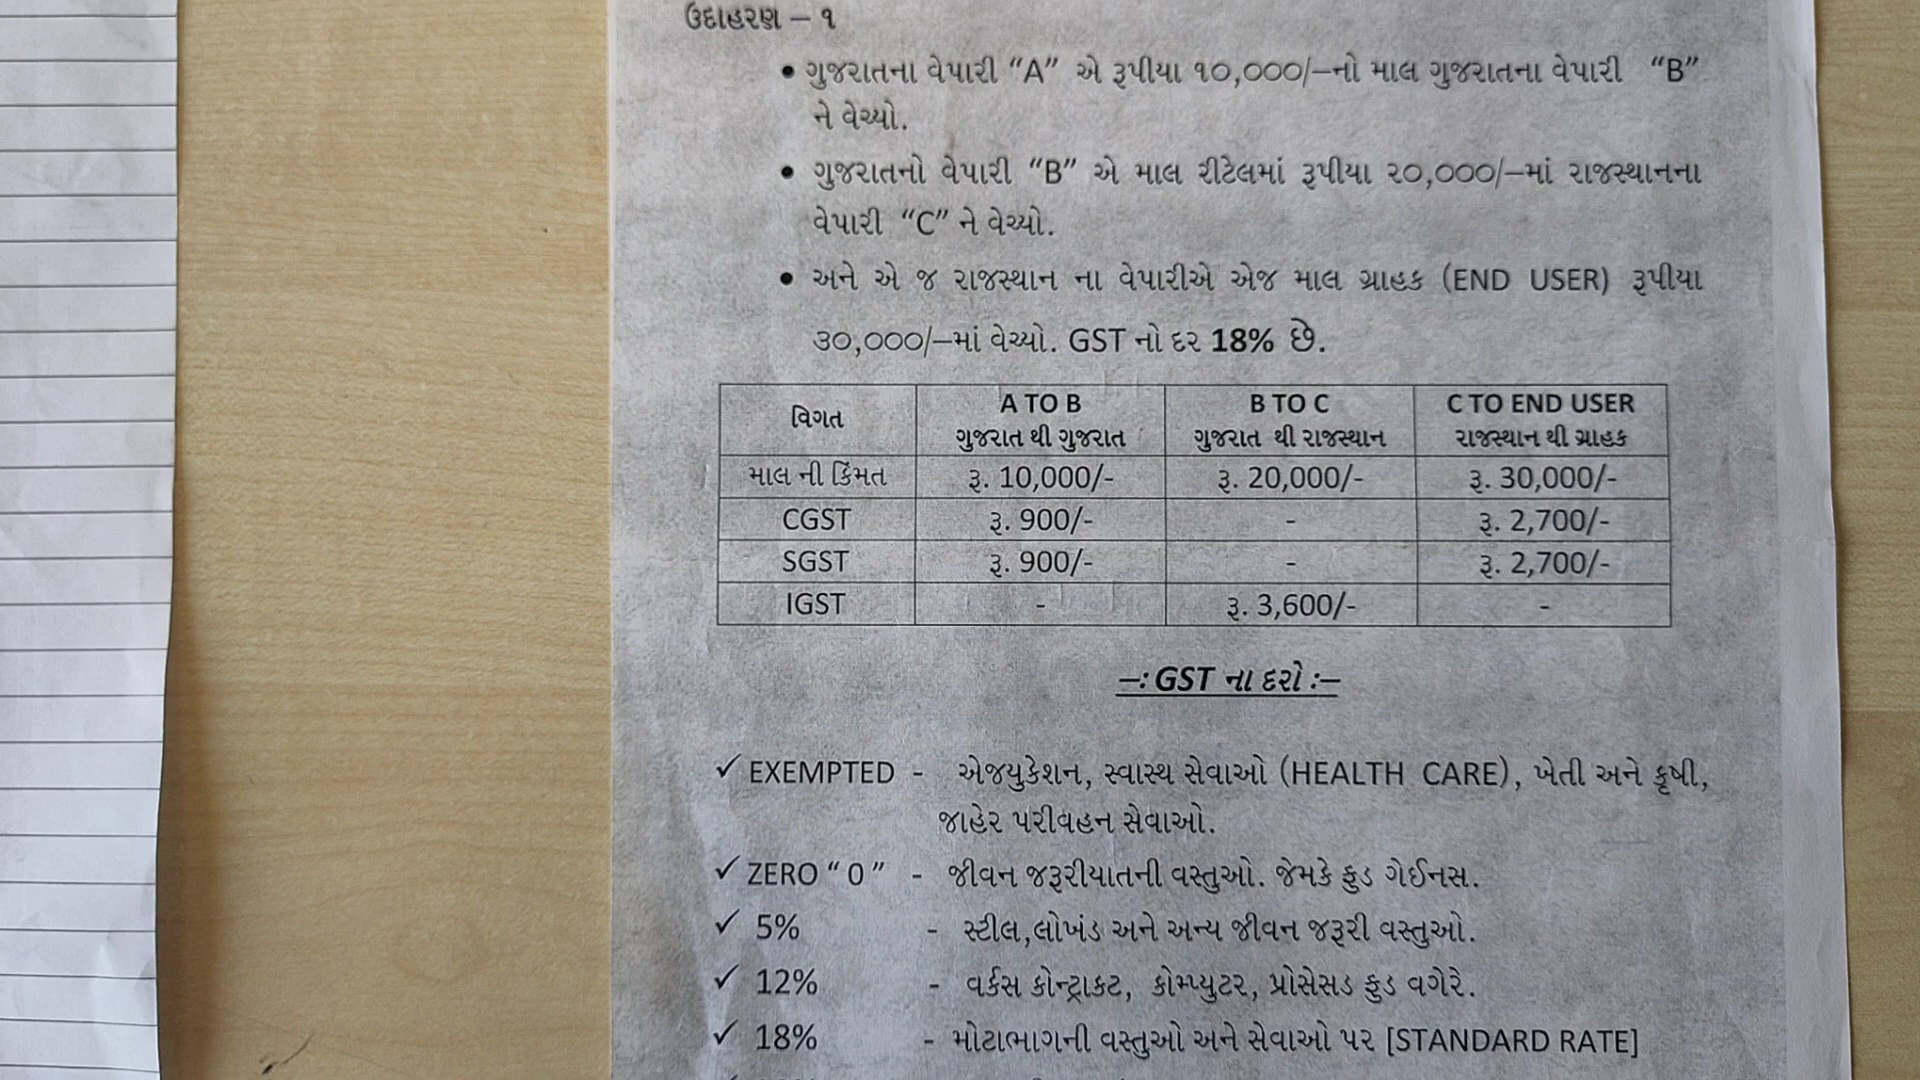 ઉદાહરણ – ૧
• ગુજરાતના વેપારી “A” એ રૂપીયા ૧૦,૦૦૦/–નો માલ ગુજરાતના વેપારી “B”
ને વેચ્યો.
• ગુજરાતનો વેપારી “B” એ માલ રીટેલમાં રૂપીયા ૨૦,૦૦૦/–માં રાજસ્થાનના
વેપારી “C” ને વેચ્યો.
• અને એ જ રાજસ્થાન ના વેપારીએ એજ માલ ગ્રાહક (END USER) રૂપીયા
૩૦,૦૦૦/–માં વેચ્યો. GST નો દર 18% છે.
વિગત A TO B B TO C C TO END USER
ગુજરાત થી ગુજરાત ગુજરાત થી રાજસ્થાન રાજસ્થાન થી ગ્રાહક
માલ ની કિંમત રૂ. 10,000/- રૂ. 20,000/- રૂ. 30,000/-
CGST રૂ. 900/- - રૂ. 2,700/-
SGST રૂ. 900/- - રૂ. 2,700/-
IGST - રૂ. 3,600/- -
–: GST ના દરો :–
✓ EXEMPTED - એજયુકેશન, સ્વાસ્થ સેવાઓ (HEALTH CARE), ખેતી અને કૃષી,
જાહેર પરીવહન સેવાઓ.
✓ ZERO “ 0 ” - જીવન જરૂરીયાતની વસ્તુઓ. જેમકે ફુડ ગેઈનસ.
✓ 5% - સ્ટીલ,લોખંડ અને અન્ય જીવન જરૂરી વસ્તુઓ.
✓ 12% - વર્કસ કોન્ટ્રાકટ, કોમ્પ્યુટર, પ્રોસેસડ ફુડ વગેરે.
✓ 18% - મોટાભાગની વસ્તુઓ અને સેવાઓ પર [STANDARD RATE]